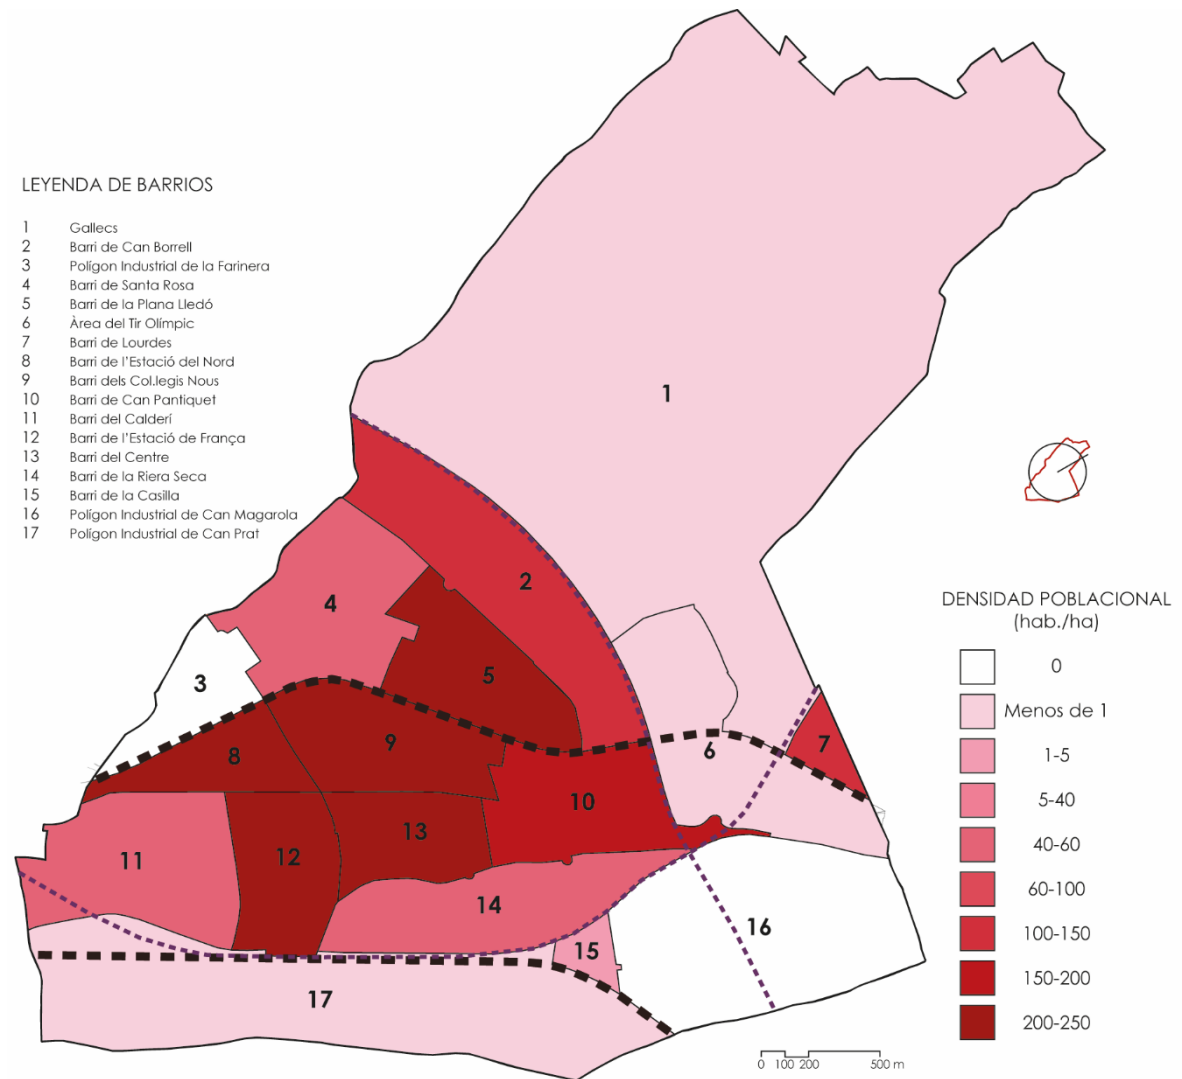 LEYENDA DE BARRIOS
1 Gallecs
2 Barri de Can Borrell
3 Polígon Industrial de la Farinera
4 Barri de Santa Rosa
5 Barri de la Plana Lledó
6 Àrea del Tir Olímpic
7 Barri de Lourdes
8 Barri de l'Estació del Nord
9 Barri dels Col.legis Nous
10 Barri de Can Pantiquet
11 Barri del Calderí
12 Barri de l'Estació de França
13 Barri del Centre
14 Barri de la Riera Seca
15 Barri de la Casilla
16 Polígon Industrial de Can Magarola
17 Polígon Industrial de Can Prat
1
2
4
3
5
9
8
6
7
10
13
12
11
14
15
16
17
DENSIDAD POBLACIONAL
(hab./ha)
0
Menos de 1
1-5
5-40
40-60
60-100
100-150
150-200
200-250
0 100 200 500 m